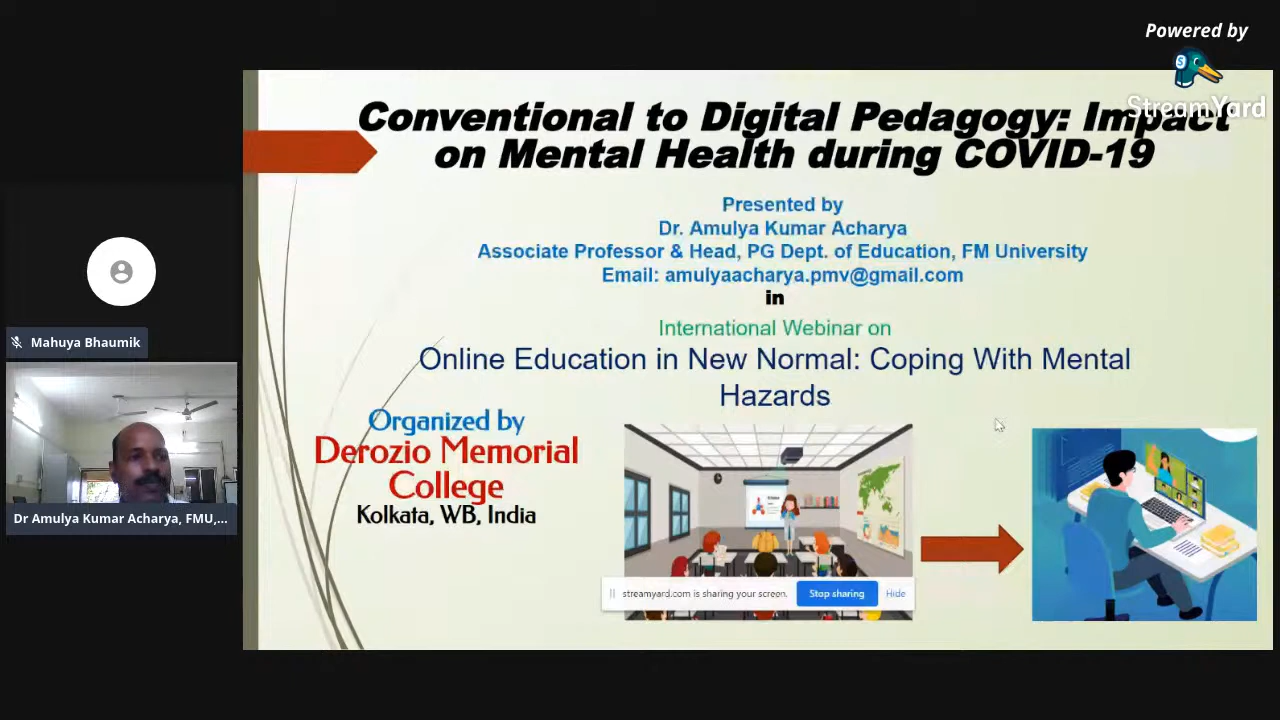 Powered by
StreamYard
Conventional to Digital Pedagogy: Impact
on Mental Health during COVID-19
Presented by
Dr. Amulya Kumar Acharya
Associate Professor & Head, PG Dept. of Education, FM University
Email: amulyaacharya.pmv@gmail.com
in
International Webinar on
Online Education in New Normal: Coping With Mental
Hazards
Organized by
Derozio Memorial
College
Kolkata, WB, India
Mahuya Bhaumik
Dr Amulya Kumar Acharya, FMU,...
streamyard.com is sharing your screen.
Stop sharing
Hide